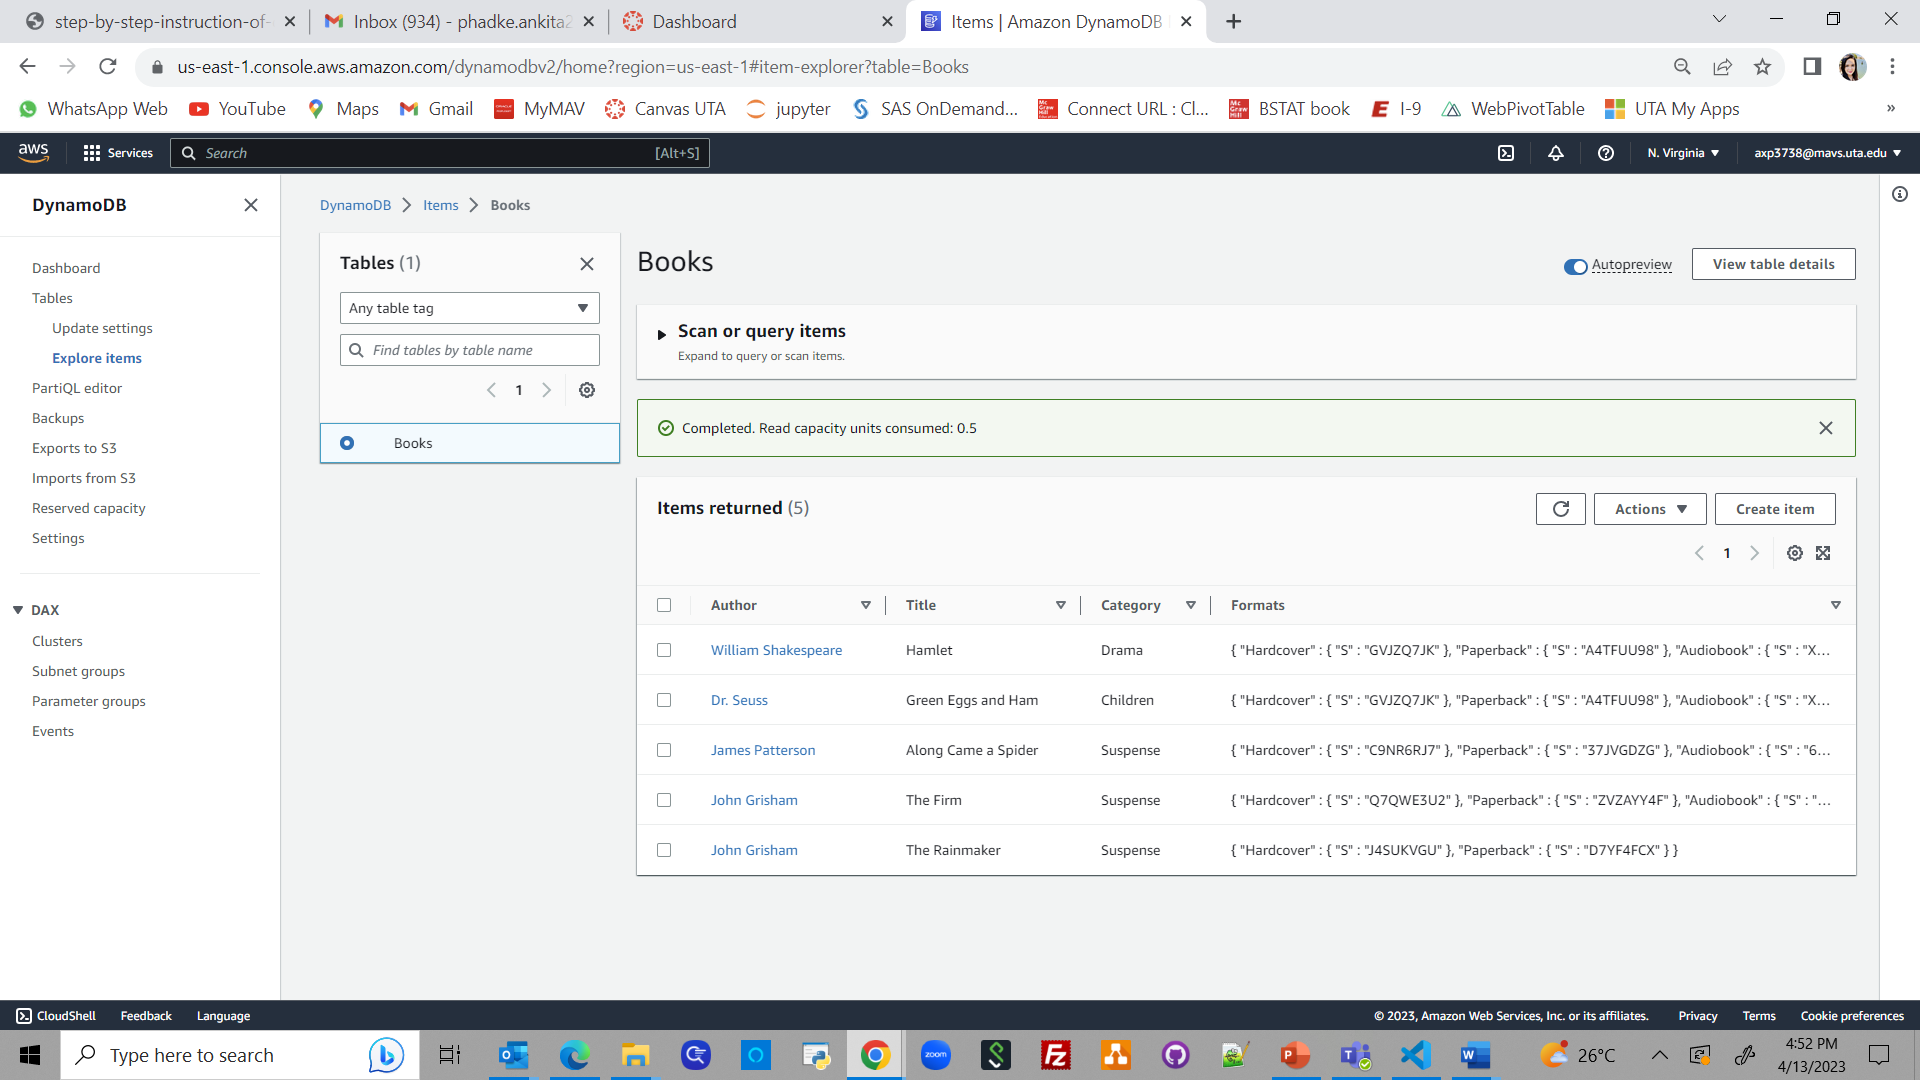 step-by-step-instruction-of-
Inbox (934) - phadke.ankita2
Dashboard
Items | Amazon DynamoDB
us-east-1.console.aws.amazon.com/dynamodbv2/home?region=us-east-1#item-explorer?table=Books
WhatsApp Web YouTube Maps Gmail MyMAV Canvas UTA jupyter SAS OnDemand... Connect URL : Cl... BSTAT book I-9 WebPivotTable UTA My Apps »
aws Services Search [Alt+S] N. Virginia axp3738@mavs.uta.edu
DynamoDB
Dashboard
Tables
Update settings
Explore items
PartiQL editor
Backups
Exports to S3
Imports from S3
Reserved capacity
Settings
DAX
Clusters
Subnet groups
Parameter groups
Events
DynamoDB Items Books
Tables (1)
Any table tag
Find tables by table name
1
Books
Books
Autopreview View table details
Scan or query items
Expand to query or scan items.
Completed. Read capacity units consumed: 0.5
Items returned (5)
Actions Create item
1
Author Title Category Formats
William Shakespeare Hamlet Drama { "Hardcover" : { "S" : "GVJZQ7JK" }, "Paperback" : { "S" : "A4TFUU98" }, "Audiobook" : { "S" : "X...
Dr. Seuss Green Eggs and Ham Children { "Hardcover" : { "S" : "GVJZQ7JK" }, "Paperback" : { "S" : "A4TFUU98" }, "Audiobook" : { "S" : "X...
James Patterson Along Came a Spider Suspense { "Hardcover" : { "S" : "C9NR6RJ7" }, "Paperback" : { "S" : "37JVGDZG" }, "Audiobook" : { "S" : "6...
John Grisham The Firm Suspense { "Hardcover" : { "S" : "Q7QWE3U2" }, "Paperback" : { "S" : "ZVZAYY4F" }, "Audiobook" : { "S" : "...
John Grisham The Rainmaker Suspense { "Hardcover" : { "S" : "J4SUKVGU" }, "Paperback" : { "S" : "D7YF4FCX" } }
CloudShell Feedback Language © 2023, Amazon Web Services, Inc. or its affiliates. Privacy Terms Cookie preferences
Type here to search
zoom
26°C
4:52 PM
4/13/2023